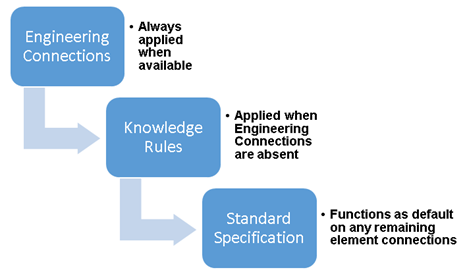 Engineering
Connections
• Always
applied
when
available
Knowledge
Rules
• Applied when
Engineering
Connections
are absent
Standard
Specification
• Functions as default
on any remaining
element connections